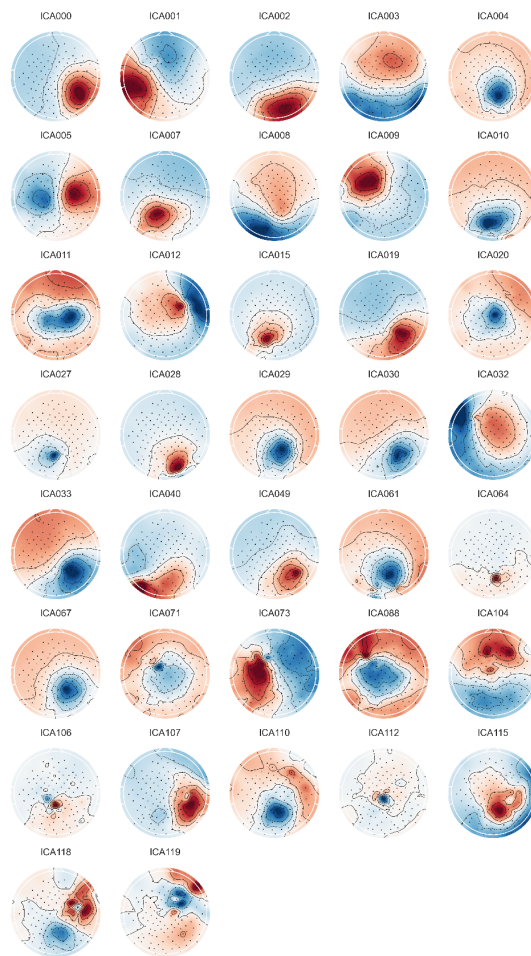 ICA000 ICA001 ICA002 ICA003 ICA004
ICA005 ICA007 ICA008 ICA009 ICA010
ICA011 ICA012 ICA015 ICA019 ICA020
ICA027 ICA028 ICA029 ICA030 ICA032
ICA033 ICA040 ICA049 ICA061 ICA064
ICA067 ICA071 ICA073 ICA088 ICA104
ICA106 ICA107 ICA110 ICA112 ICA115
ICA118 ICA119